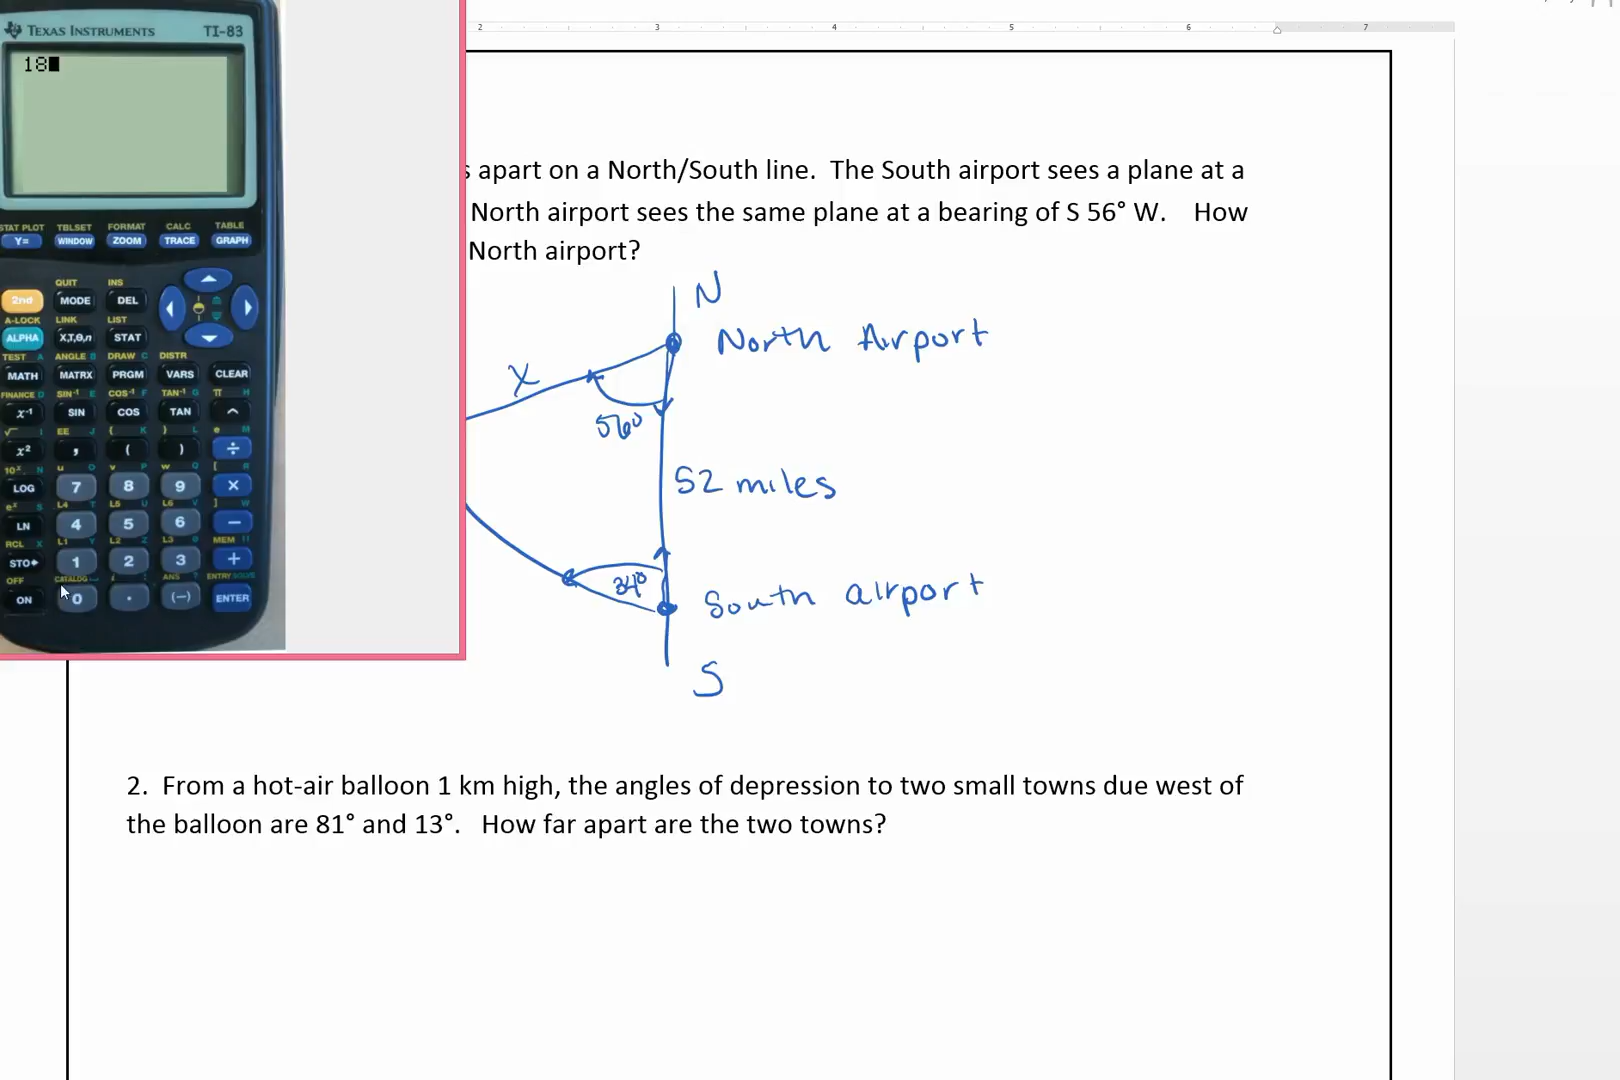 2 3 4 5 6 7
TEXAS INSTRUMENTS TI-83
18
STAT PLOT TBLSET FORMAT CALC TABLE
Y= WINDOW ZOOM TRACE GRAPH
QUIT INS
2nd MODE DEL
A-LOCK LINK LIST
ALPHA X,T,θ,n STAT
TEST A ANGLE B DRAW C DISTR
MATH MATRX PRGM VARS CLEAR
FINANCE D SIN⁻¹ E COS⁻¹ F TAN⁻¹ G π H
x⁻¹ SIN COS TAN ^
√ I EE J { K } L e M
x² , ( ) ÷
10ˣ N u O v P w Q [ R
LOG 7 8 9 ×
eˣ S L4 T L5 U L6 V ] W
LN 4 5 6 −
RCL X L1 Y L2 Z L3 θ MEM "
STO▸ 1 2 3 +
OFF CATALOG i ANS ? ENTRY SOLVE
ON 0 . (−) ENTER
apart on a North/South line. The South airport sees a plane at a
North airport sees the same plane at a bearing of S 56° W. How
North airport?
N
North Airport
X
56°
52 miles
34°
South airport
S
2. From a hot-air balloon 1 km high, the angles of depression to two small towns due west of
the balloon are 81° and 13°. How far apart are the two towns?